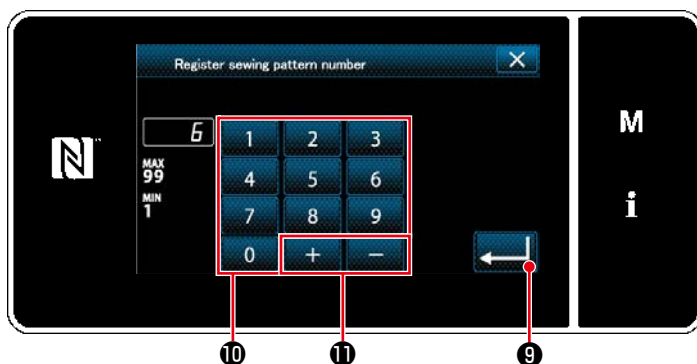 Register sewing pattern number
6
MAX
99
MIN
1
1 2 3
4 5 6
7 8 9
0 + −
N
M
i
❿ ⓫ ❾